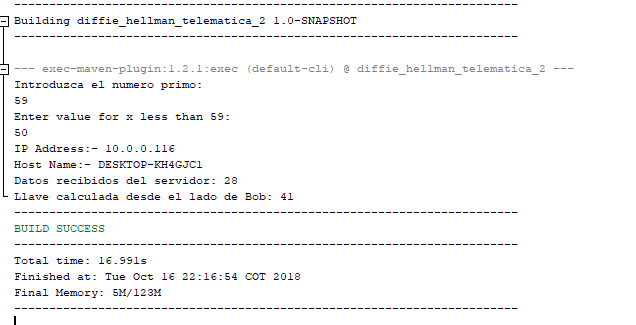 ------------------------------------------------------------------------
Building diffie_hellman_telematica_2 1.0-SNAPSHOT
------------------------------------------------------------------------
--- exec-maven-plugin:1.2.1:exec (default-cli) @ diffie_hellman_telematica_2 ---
Introduzca el numero primo:
59
Enter value for x less than 59:
50
IP Address:- 10.0.0.116
Host Name:- DESKTOP-KH4GJC1
Datos recibidos del servidor: 28
Llave calculada desde el lado de Bob: 41
------------------------------------------------------------------------
BUILD SUCCESS
------------------------------------------------------------------------
Total time: 16.991s
Finished at: Tue Oct 16 22:16:54 COT 2018
Final Memory: 5M/123M
------------------------------------------------------------------------